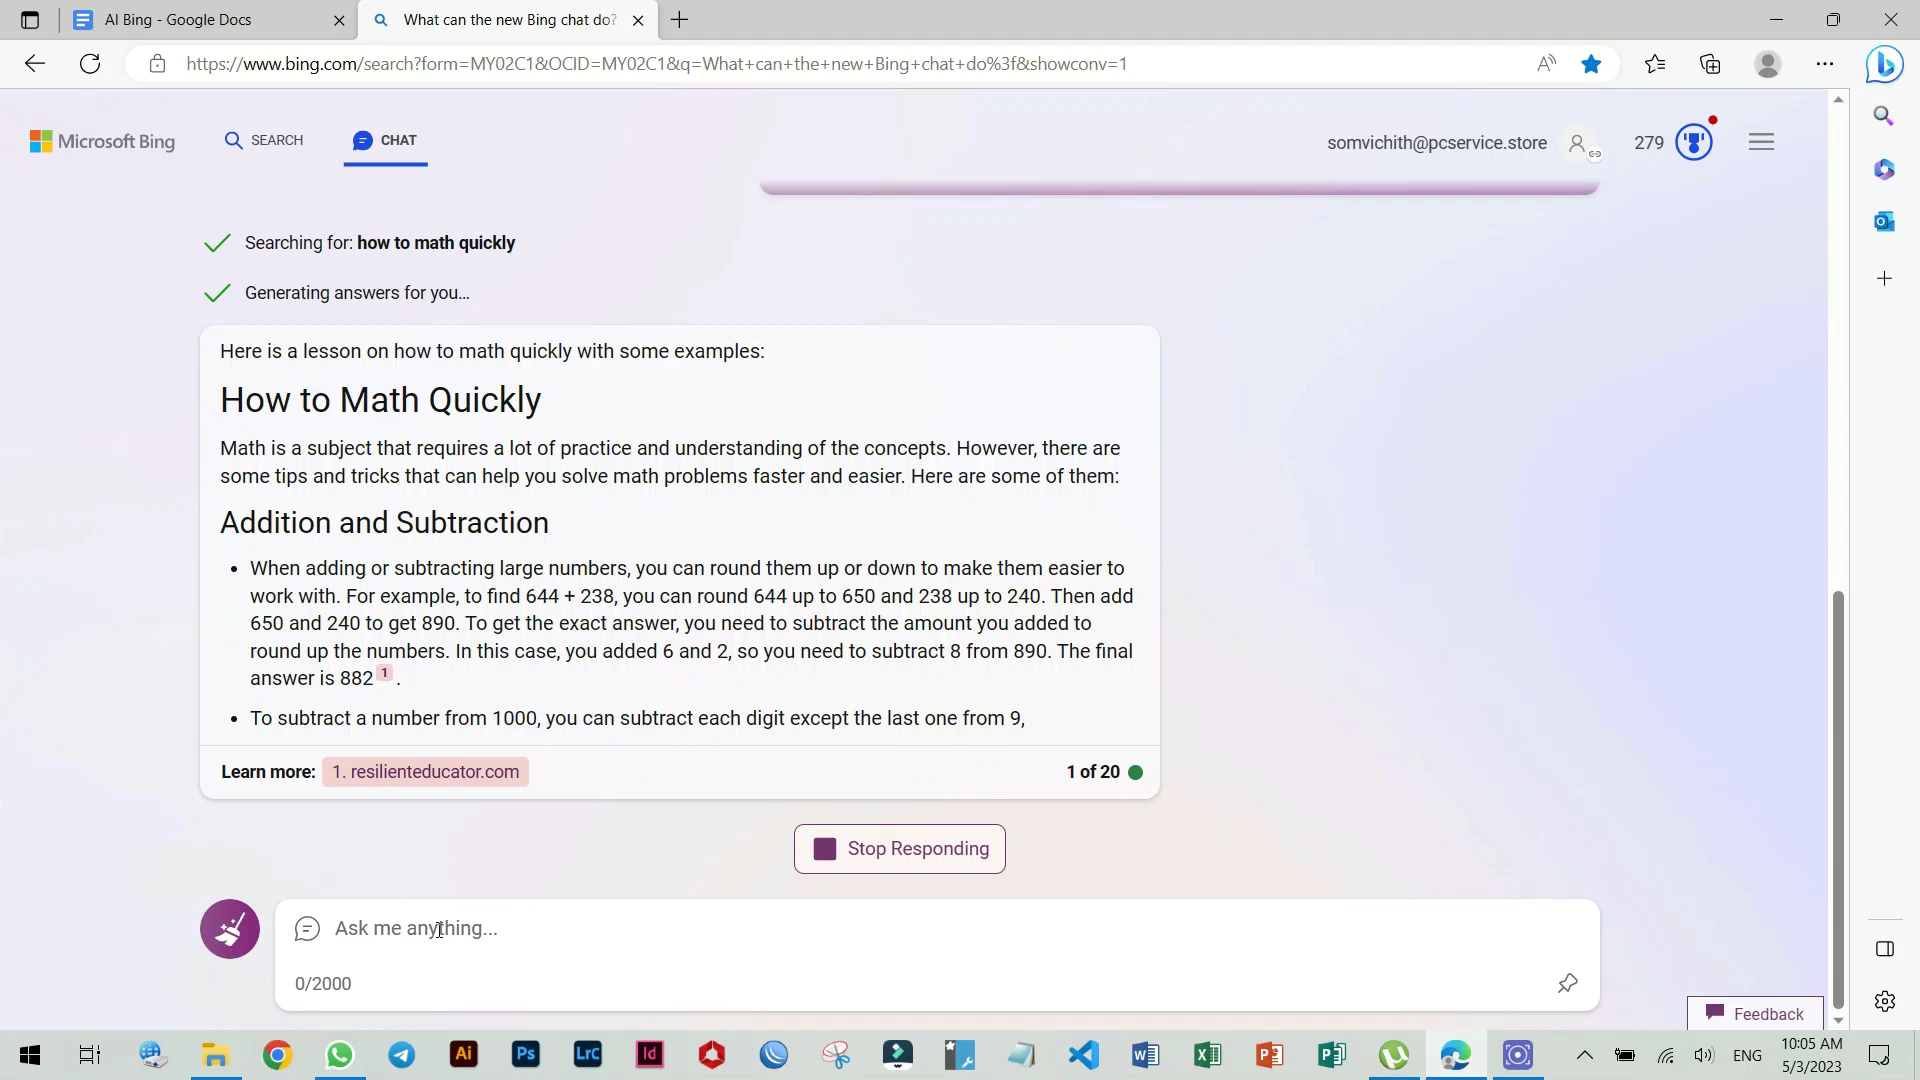 AI Bing - Google Docs
What can the new Bing chat do?
https://www.bing.com/search?form=MY02C1&OCID=MY02C1&q=What+can+the+new+Bing+chat+do%3f&showconv=1
Microsoft Bing
SEARCH
CHAT
somvichith@pcservice.store
279
Searching for: how to math quickly
Generating answers for you...
Here is a lesson on how to math quickly with some examples:
How to Math Quickly
Math is a subject that requires a lot of practice and understanding of the concepts. However, there are
some tips and tricks that can help you solve math problems faster and easier. Here are some of them:
Addition and Subtraction
• When adding or subtracting large numbers, you can round them up or down to make them easier to
work with. For example, to find 644 + 238, you can round 644 up to 650 and 238 up to 240. Then add
650 and 240 to get 890. To get the exact answer, you need to subtract the amount you added to
round up the numbers. In this case, you added 6 and 2, so you need to subtract 8 from 890. The final
answer is 882 1 .
• To subtract a number from 1000, you can subtract each digit except the last one from 9,
Learn more: 1. resilienteducator.com
1 of 20
Stop Responding
Ask me anything...
0/2000
Feedback
Ai
Ps
LrC
Id
ENG
10:05 AM
5/3/2023